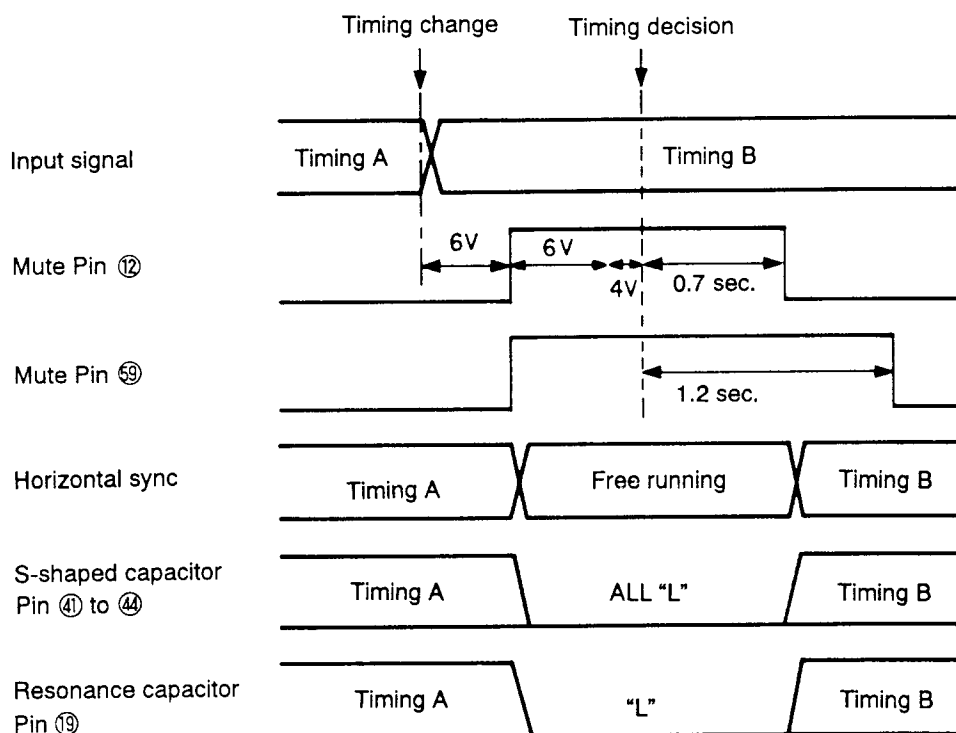 Timing change
Timing decision
Input signal
Timing A
Timing B
Mute Pin ⑫
6V
6V
4V
0.7 sec.
Mute Pin 59
1.2 sec.
Horizontal sync
Timing A
Free running
Timing B
S-shaped capacitor
Pin ㊶ to ㊹
Timing A
ALL “L”
Timing B
Resonance capacitor
Pin ⑲
Timing A
“L”
Timing B